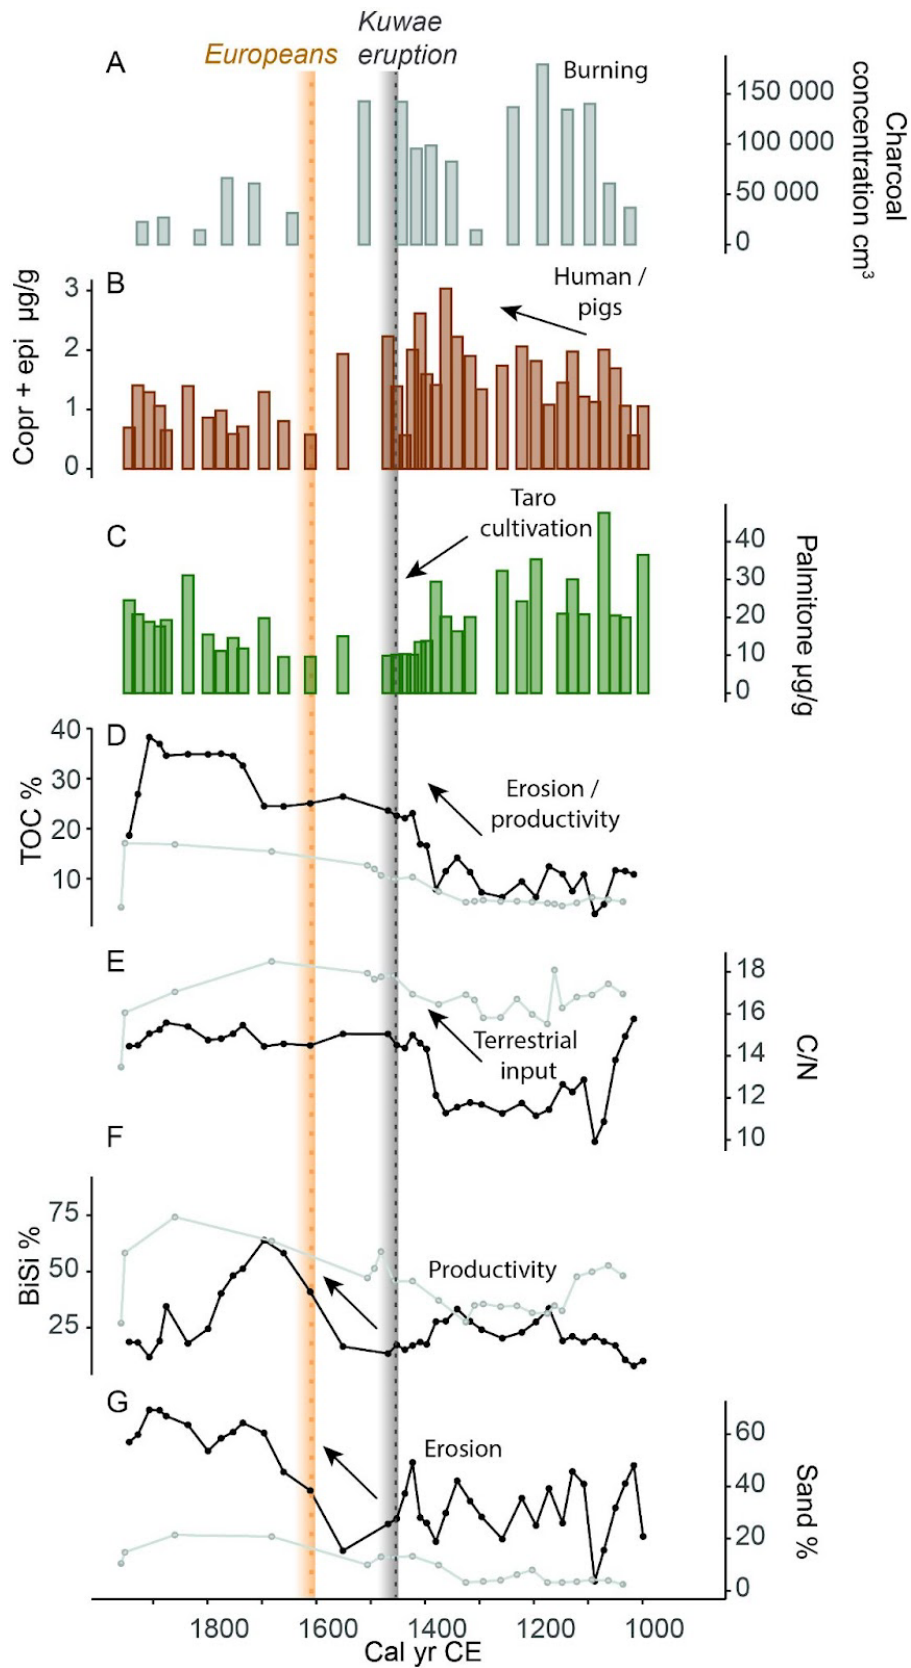 Kuwae
Europeans
eruption
A
Burning
150 000
100 000
50 000
0
Charcoal
concentration cm³
B
Human /
pigs
3
2
1
0
Copr + epi µg/g
C
Taro
cultivation
40
30
20
10
0
Palmitone µg/g
D
40
30
20
10
TOC %
Erosion /
productivity
E
18
16
14
12
10
C/N
Terrestrial
input
F
75
50
25
BiSi %
Productivity
G
Erosion
60
40
20
0
Sand %
1800
1600
1400
1200
1000
Cal yr CE